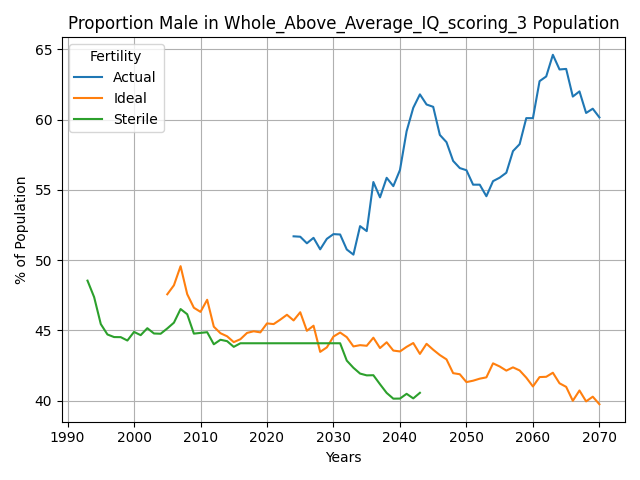 Proportion Male in Whole_Above_Average_IQ_scoring_3 Population
Fertility
Actual
Ideal
Sterile
% of Population
65
60
55
50
45
40
1990 2000 2010 2020 2030 2040 2050 2060 2070
Years